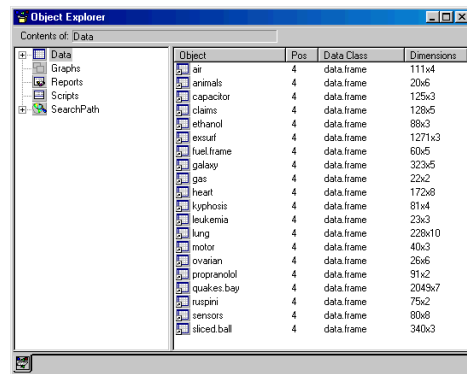 Object Explorer
Contents of: Data
Data
Graphs
Reports
Scripts
SearchPath
Object Pos Data Class Dimensions
air 4 data.frame 111x4
animals 4 data.frame 20x6
capacitor 4 data.frame 125x3
claims 4 data.frame 128x5
ethanol 4 data.frame 88x3
exsurf 4 data.frame 1271x3
fuel.frame 4 data.frame 60x5
galaxy 4 data.frame 323x5
gas 4 data.frame 22x2
heart 4 data.frame 172x8
kyphosis 4 data.frame 81x4
leukemia 4 data.frame 23x3
lung 4 data.frame 228x10
motor 4 data.frame 40x3
ovarian 4 data.frame 26x6
propranolol 4 data.frame 91x2
quakes.bay 4 data.frame 2049x7
ruspini 4 data.frame 75x2
sensors 4 data.frame 80x8
sliced.ball 4 data.frame 340x3